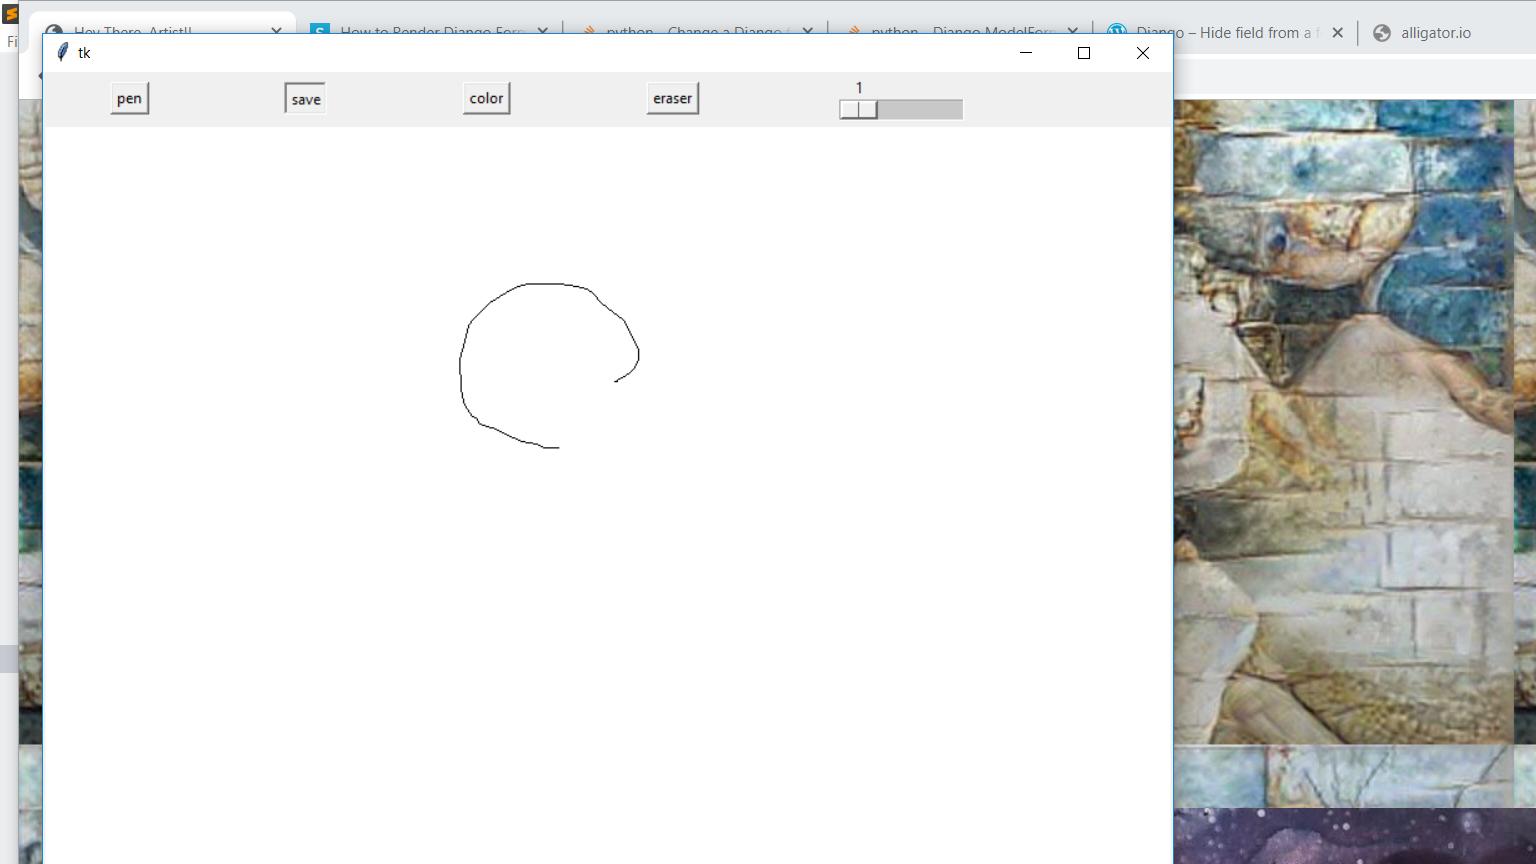 Hey There, Artist!!
How to Render Django Form
python - Change a Django f
python - Django ModelForm
Django – Hide field from a f
alligator.io
Fi
tk
pen
save
color
eraser
1